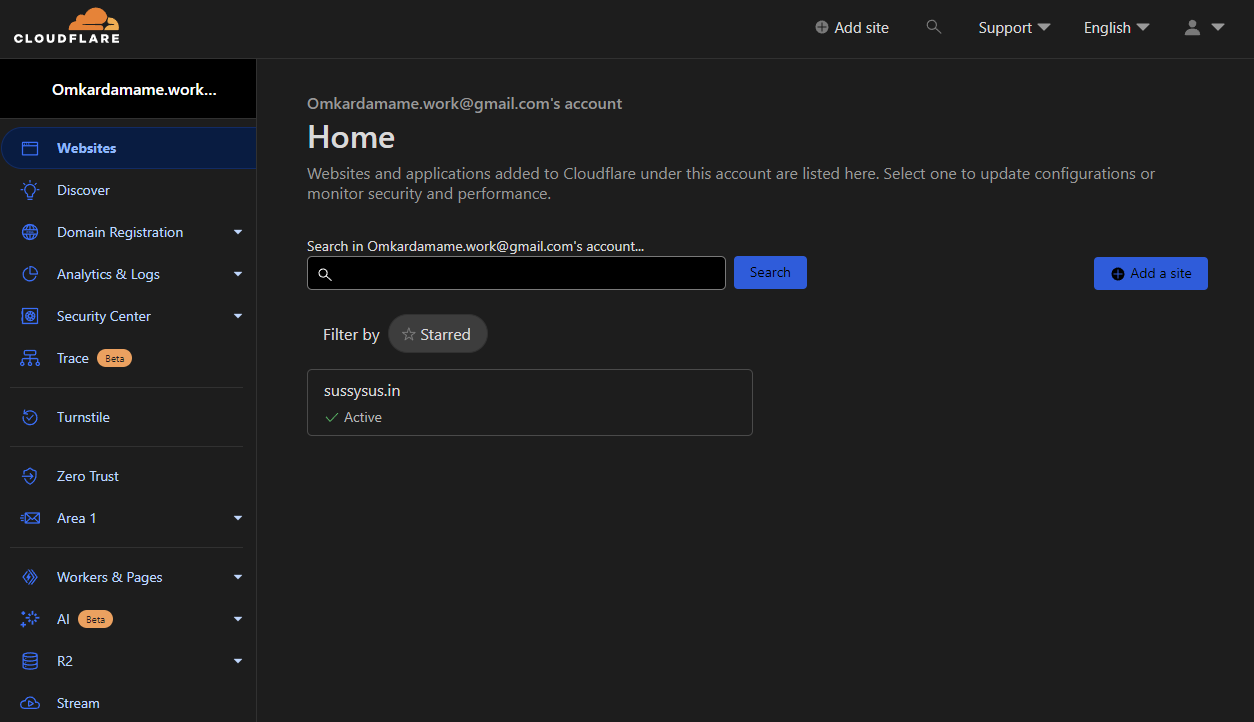 CLOUDFLARE
Add site
Support
English
Omkardamame.work...
Websites
Discover
Domain Registration
Analytics & Logs
Security Center
Trace Beta
Turnstile
Zero Trust
Area 1
Workers & Pages
AI Beta
R2
Stream
Omkardamame.work@gmail.com's account
Home
Websites and applications added to Cloudflare under this account are listed here. Select one to update configurations or
monitor security and performance.
Search in Omkardamame.work@gmail.com's account...
Search
Add a site
Filter by Starred
sussysus.in
Active